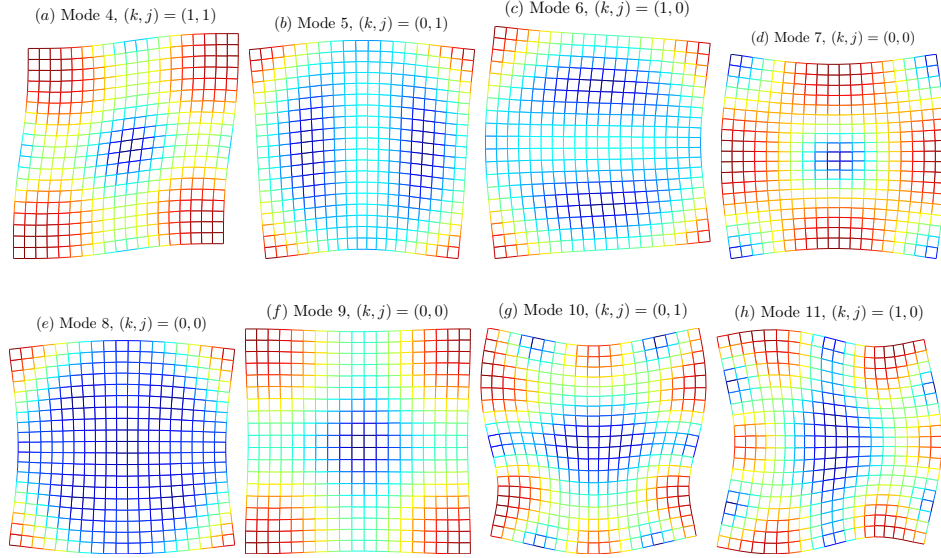 (a) Mode 4, (k, j) = (1, 1)
(b) Mode 5, (k, j) = (0, 1)
(c) Mode 6, (k, j) = (1, 0)
(d) Mode 7, (k, j) = (0, 0)
(e) Mode 8, (k, j) = (0, 0)
(f) Mode 9, (k, j) = (0, 0)
(g) Mode 10, (k, j) = (0, 1)
(h) Mode 11, (k, j) = (1, 0)